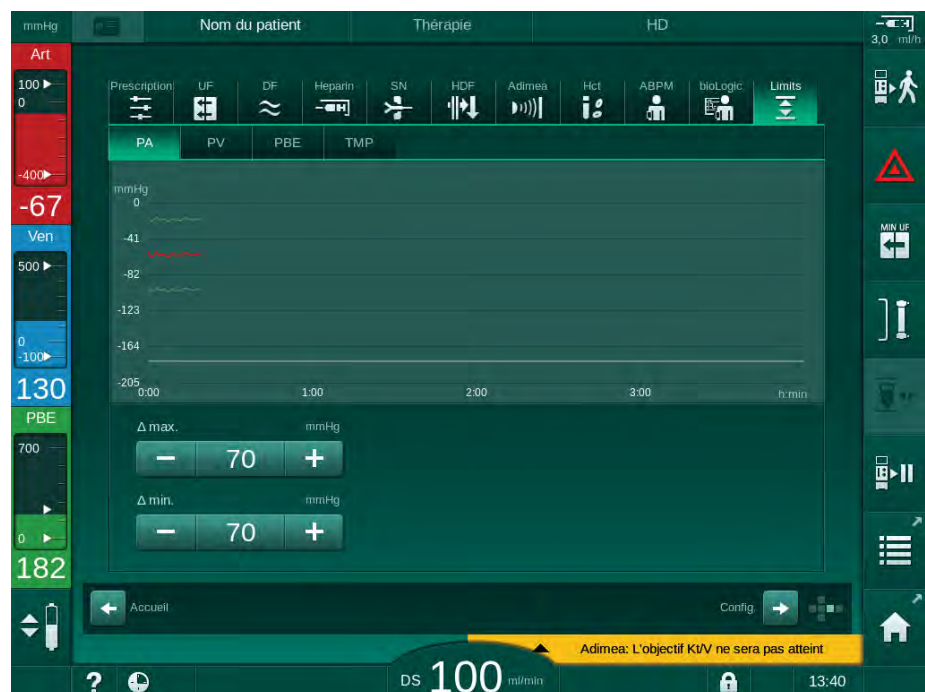 mmHg
Nom du patient
Thérapie
HD
3,0 ml/h
Art
100
0
-400
-67
Ven
500
0
-100
130
PBE
700
0
182
Prescription
UF
DF
Heparin
SN
HDF
Adimea
Hct
ABPM
bioLogic
Limits
PA
PV
PBE
TMP
mmHg
0
-41
-82
-123
-164
-205
0:00
1:00
2:00
3:00
h:min
Δ max.
mmHg
70
Δ min.
mmHg
70
MIN UF
Accueil
Config.
Adimea: L'objectif Kt/V ne sera pas atteint
?
DS 100 ml/min
13:40